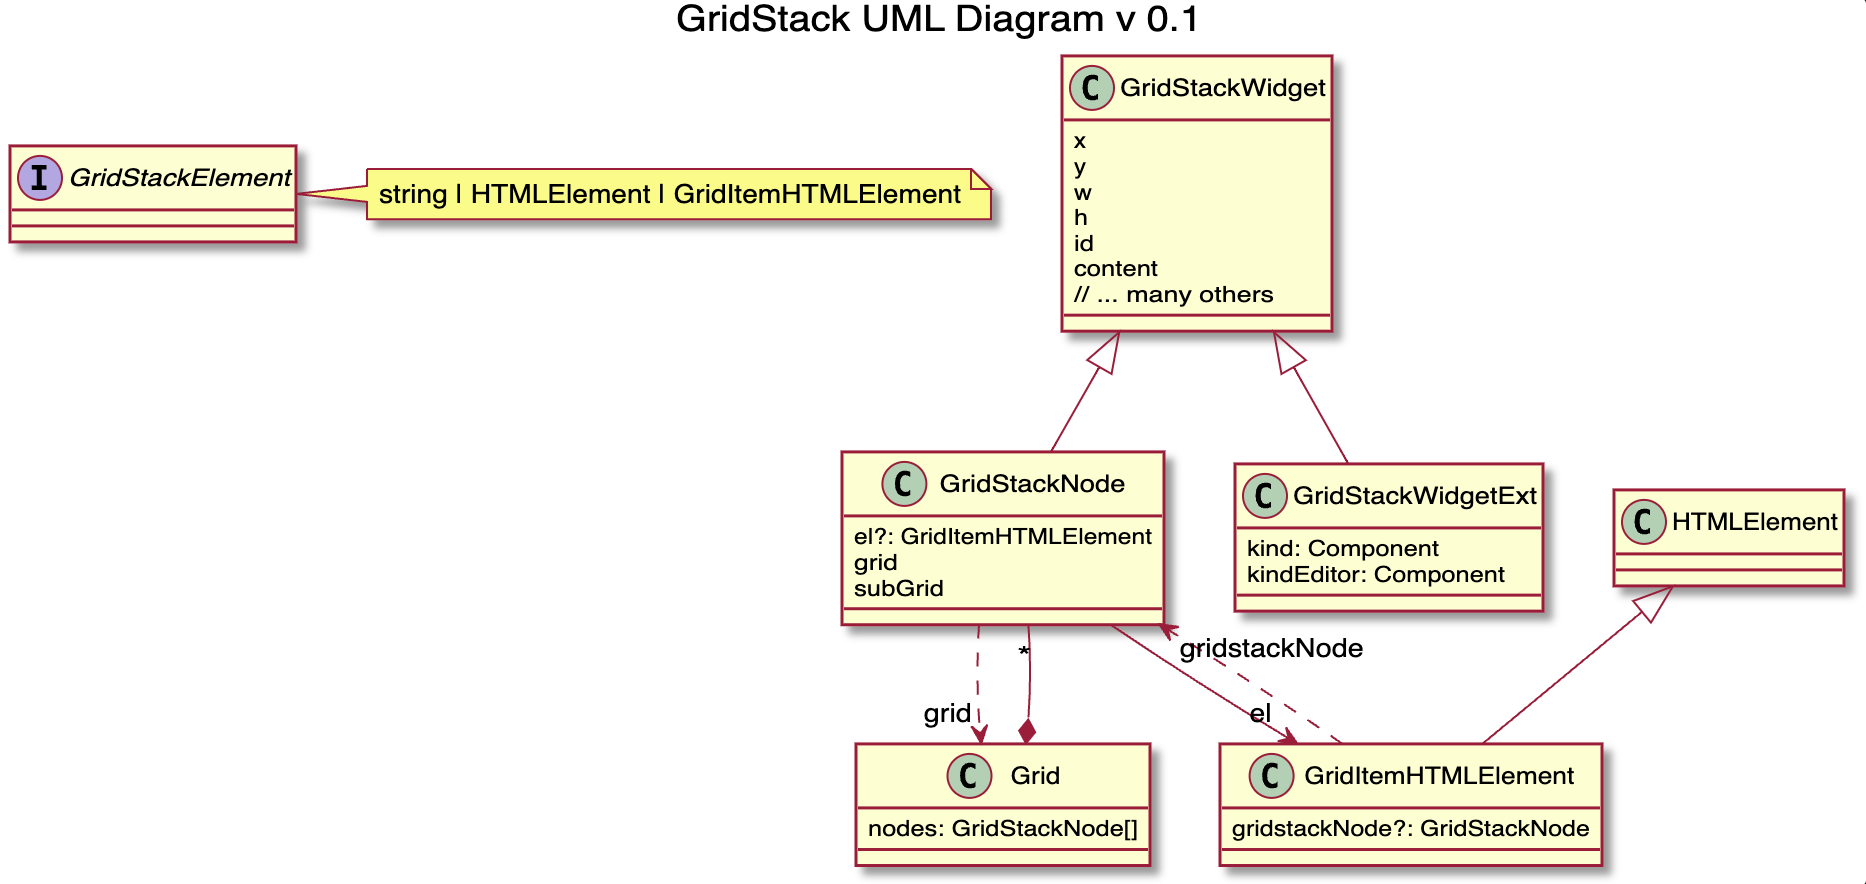 GridStack UML Diagram v 0.1
C GridStackWidget
x
y
w
h
id
content
// ... many others
I GridStackElement
string | HTMLElement | GridItemHTMLElement
C GridStackNode
el?: GridItemHTMLElement
grid
subGrid
C GridStackWidgetExt
kind: Component
kindEditor: Component
C HTMLElement
*
gridstackNode
grid
el
C Grid
nodes: GridStackNode[]
C GridItemHTMLElement
gridstackNode?: GridStackNode